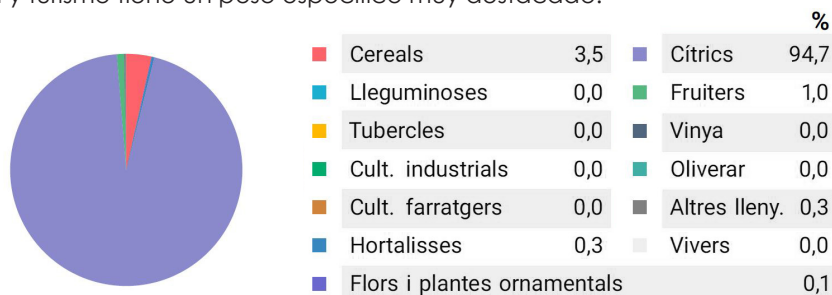 y turismo tiene un peso específico muy destacado.
%
Cereals 3,5 Cítrics 94,7
Lleguminoses 0,0 Fruiters 1,0
Tubercles 0,0 Vinya 0,0
Cult. industrials 0,0 Oliverar 0,0
Cult. farratgers 0,0 Altres lleny. 0,3
Hortalisses 0,3 Vivers 0,0
Flors i plantes ornamentals 0,1